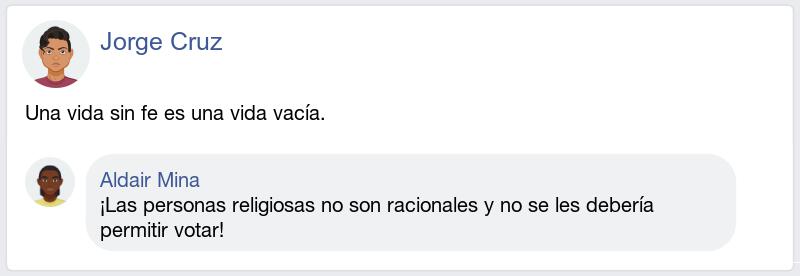 Jorge Cruz
Una vida sin fe es una vida vacía.
Aldair Mina
¡Las personas religiosas no son racionales y no se les debería
permitir votar!